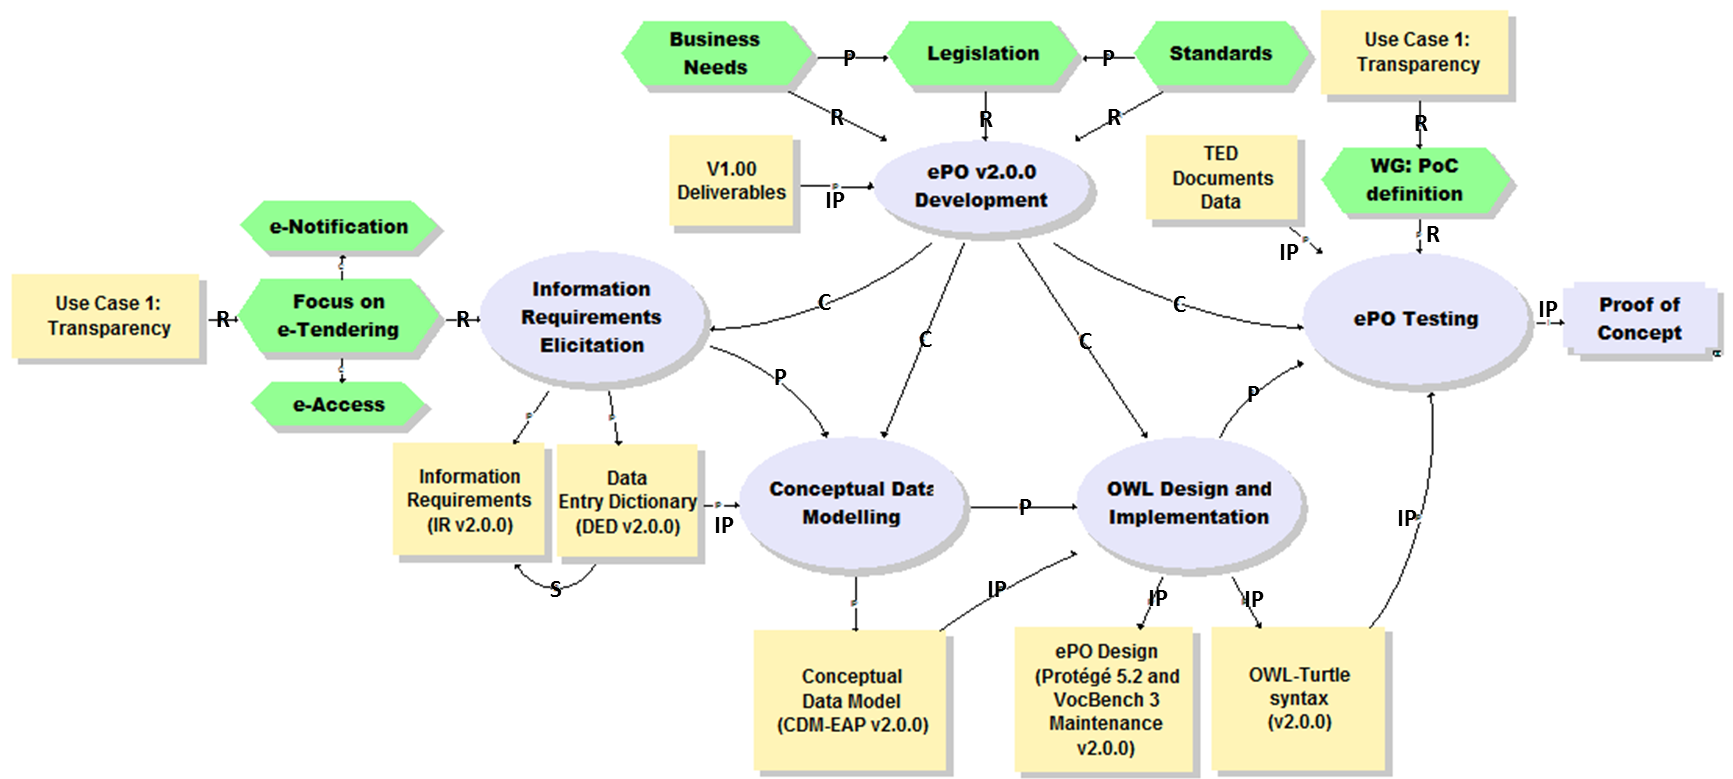 Business
Needs
P
Legislation
P
Standards
Use Case 1:
Transparency
R
R
R
R
V1.00
Deliverables
IP
ePO v2.0.0
Development
TED
Documents
Data
IP
WG: PoC
definition
R
e-Notification
Use Case 1:
Transparency
R
Focus on
e-Tendering
R
e-Access
Information
Requirements
Elicitation
C
C
C
C
ePO Testing
IP
Proof of
Concept
P
P
Information
Requirements
(IR v2.0.0)
Data
Entry Dictionary
(DED v2.0.0)
IP
S
Conceptual Data
Modelling
P
OWL Design and
Implementation
IP
IP
IP
IP
Conceptual
Data Model
(CDM-EAP v2.0.0)
ePO Design
(Protégé 5.2 and
VocBench 3
Maintenance
v2.0.0)
OWL-Turtle
syntax
(v2.0.0)